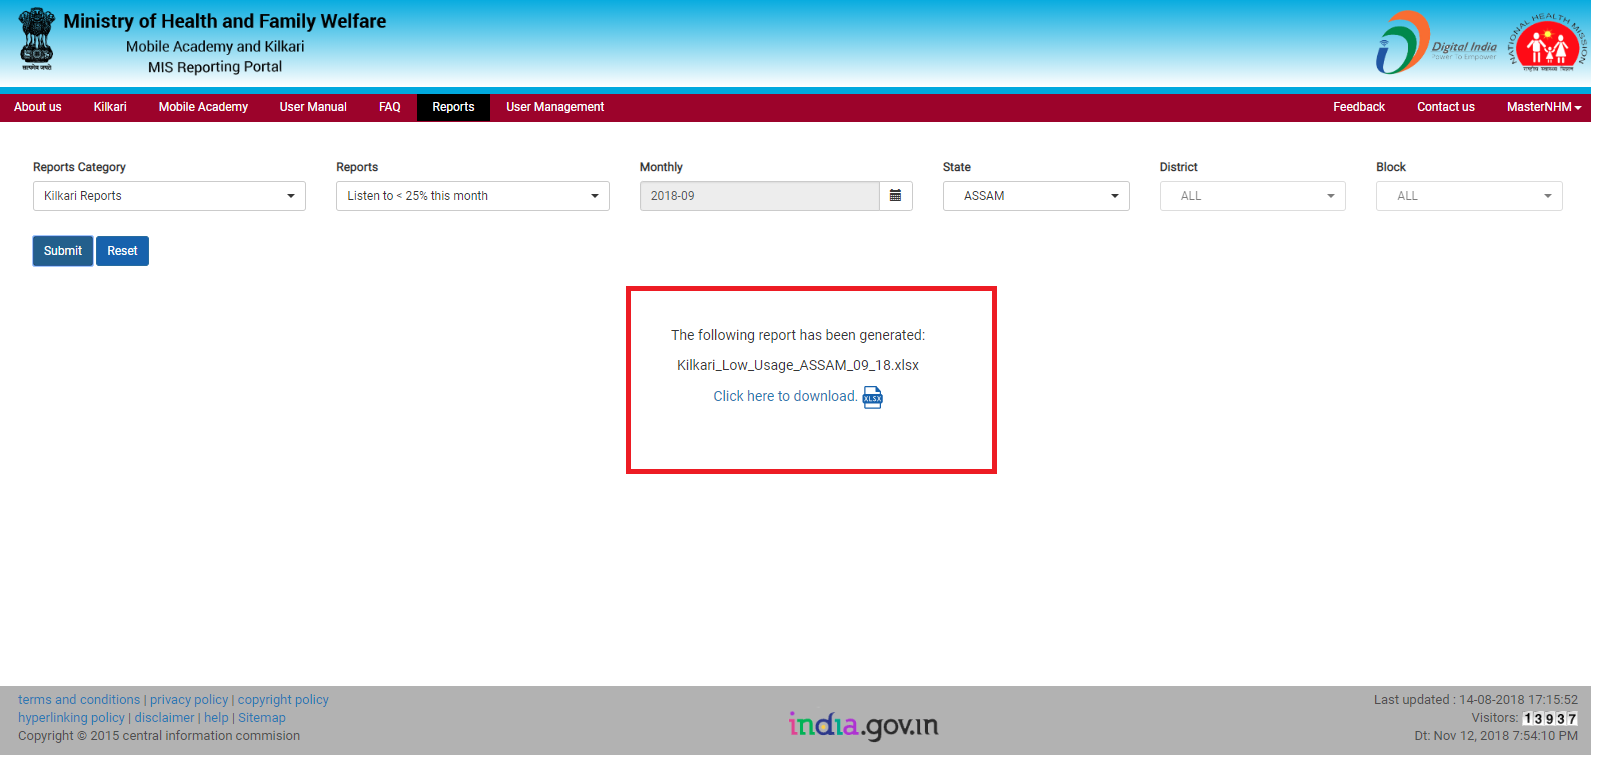 Ministry of Health and Family Welfare
Mobile Academy and Kilkari
MIS Reporting Portal
सत्यमेव जयते
Digital India
Power To Empower
NATIONAL HEALTH MISSION
राष्ट्रीय स्वास्थ्य मिशन
About us Kilkari Mobile Academy User Manual FAQ Reports User Management Feedback Contact us MasterNHM
Reports Category Reports Monthly State District Block
Kilkari Reports Listen to < 25% this month 2018-09 ASSAM ALL ALL
Submit Reset
The following report has been generated:
Kilkari_Low_Usage_ASSAM_09_18.xlsx
Click here to download. XLSX
terms and conditions | privacy policy | copyright policy
hyperlinking policy | disclaimer | help | Sitemap
Copyright © 2015 central information commision
india.gov.in
Last updated : 14-08-2018 17:15:52
Visitors: 13937
Dt: Nov 12, 2018 7:54:10 PM